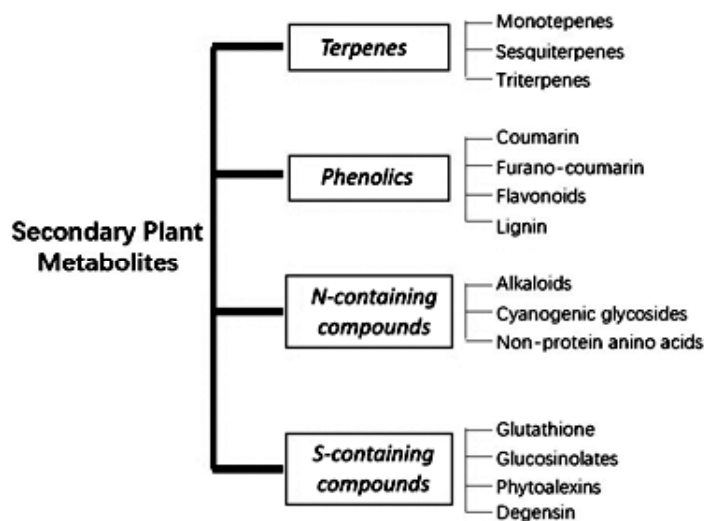 Secondary Plant
Metabolites
Terpenes
Monotepenes
Sesquiterpenes
Triterpenes
Phenolics
Coumarin
Furano-coumarin
Flavonoids
Lignin
N-containing
compounds
Alkaloids
Cyanogenic glycosides
Non-protein amino acids
S-containing
compounds
Glutathione
Glucosinolates
Phytoalexins
Degensin